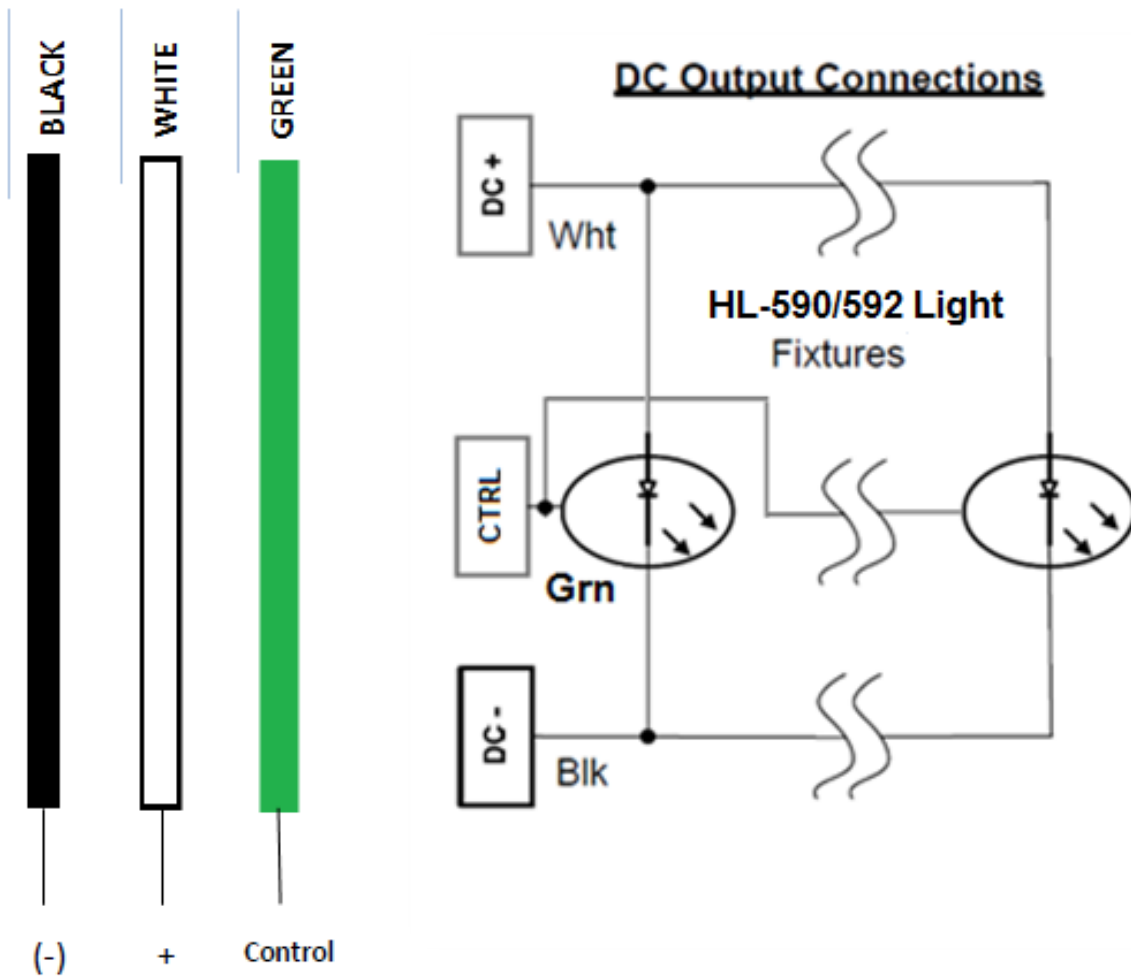 BLACK
WHITE
GREEN
(-)
+
Control
DC Output Connections
DC +
Wht
HL-590/592 Light
Fixtures
CTRL
Grn
DC -
Blk